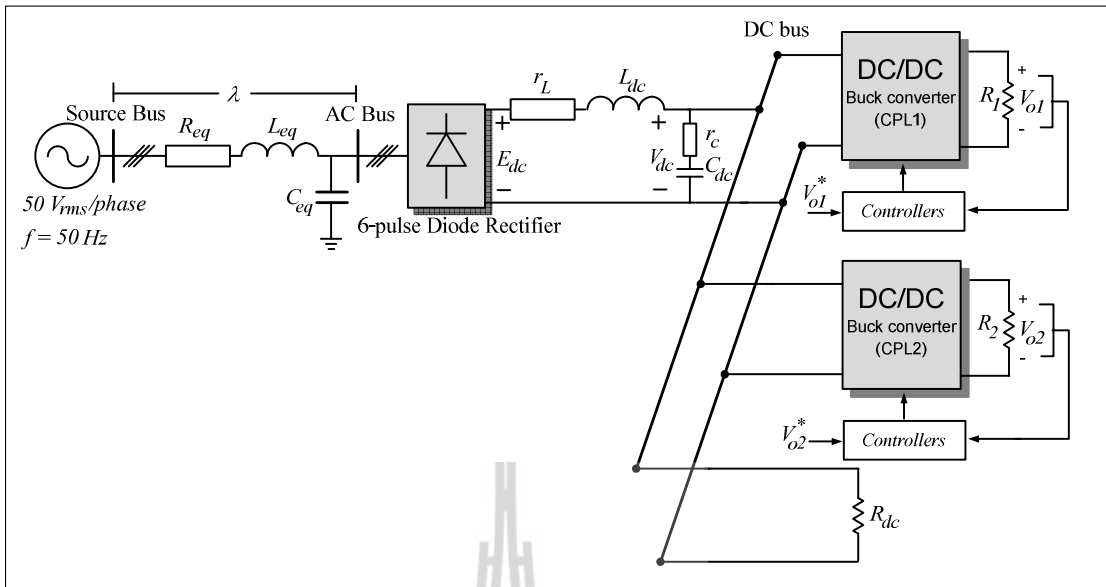 DC bus
λ
Source Bus
AC Bus
R_eq
L_eq
C_eq
50 V_rms/phase
f = 50 Hz
E_dc
+
−
6-pulse Diode Rectifier
r_L
L_dc
r_c
+
V_dc
−
C_dc
DC/DC
Buck converter
(CPL1)
R_1
+
V_o1
-
V*_o1
Controllers
DC/DC
Buck converter
(CPL2)
R_2
+
V_o2
-
V*_o2
Controllers
R_dc